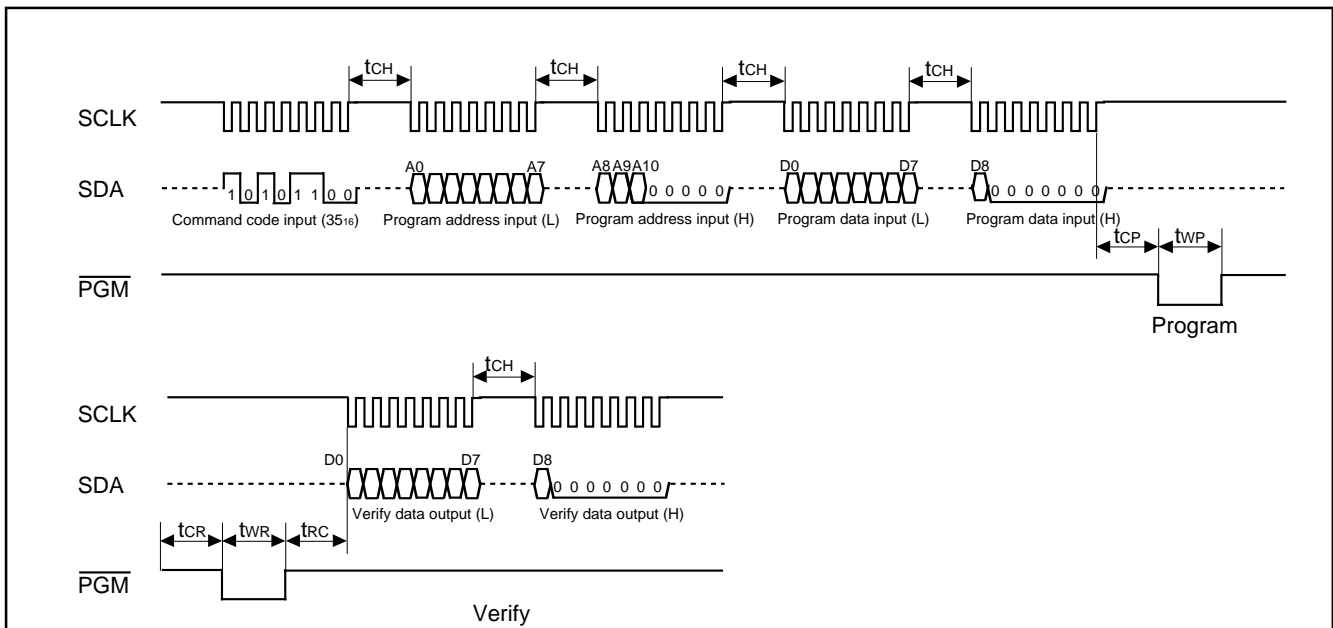 tCH tCH tCH tCH
SCLK
A0 A7 A8 A9 A10 D0 D7 D8
SDA
1 0 1 0 1 1 0 0
0 0 0 0 0
0 0 0 0 0 0 0
Command code input (3516) Program address input (L) Program address input (H) Program data input (L) Program data input (H)
tCP tWP
PGM
Program
tCH
SCLK
D0 D7 D8
SDA
0 0 0 0 0 0 0
Verify data output (L) Verify data output (H)
tCR tWR tRC
PGM
Verify